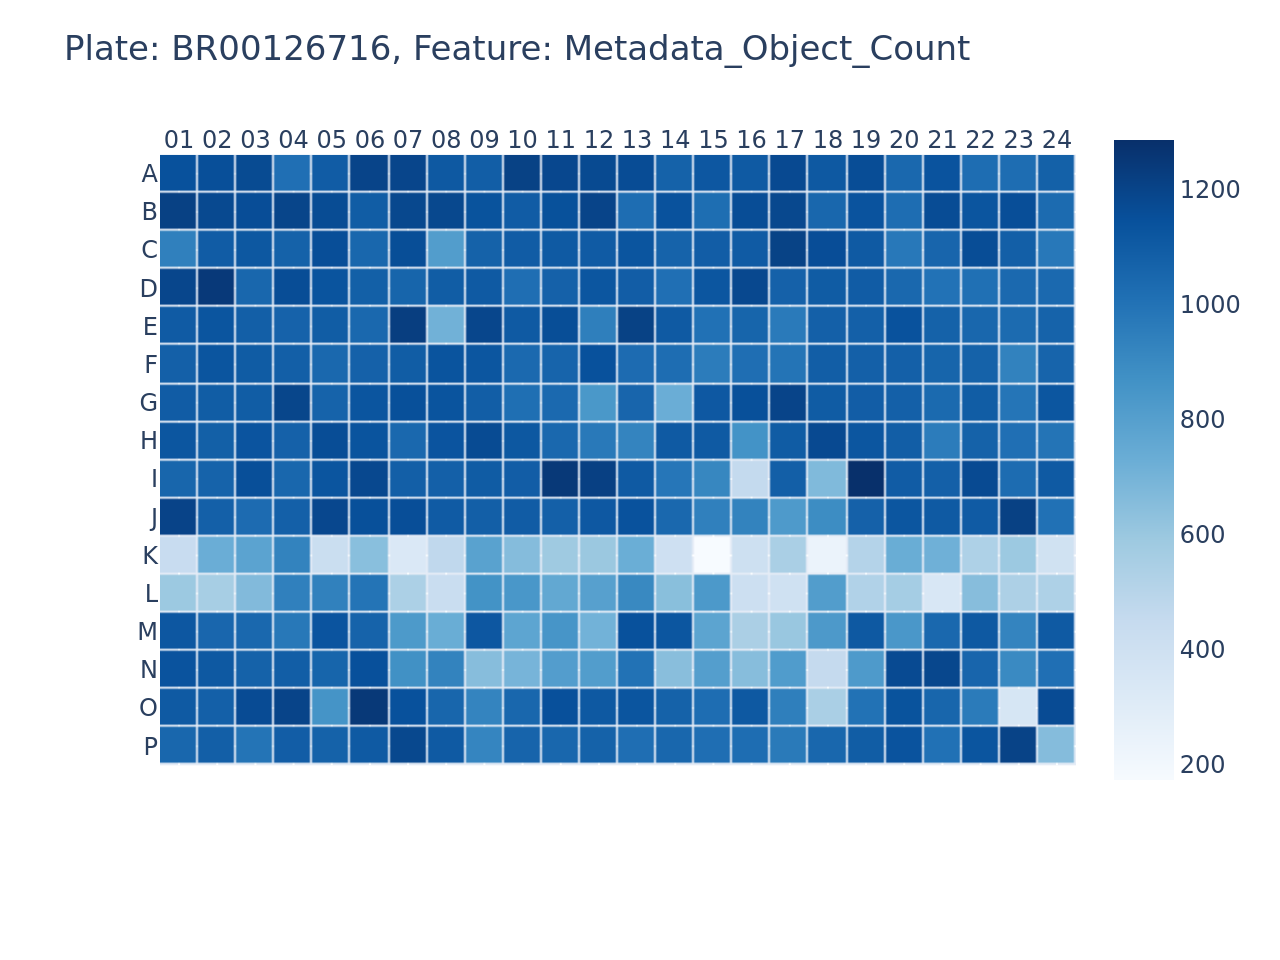 Plate: BR00126716, Feature: Metadata_Object_Count
01 02 03 04 05 06 07 08 09 10 11 12 13 14 15 16 17 18 19 20 21 22 23 24
A
B
C
D
E
F
G
H
I
J
K
L
M
N
O
P
1200
1000
800
600
400
200